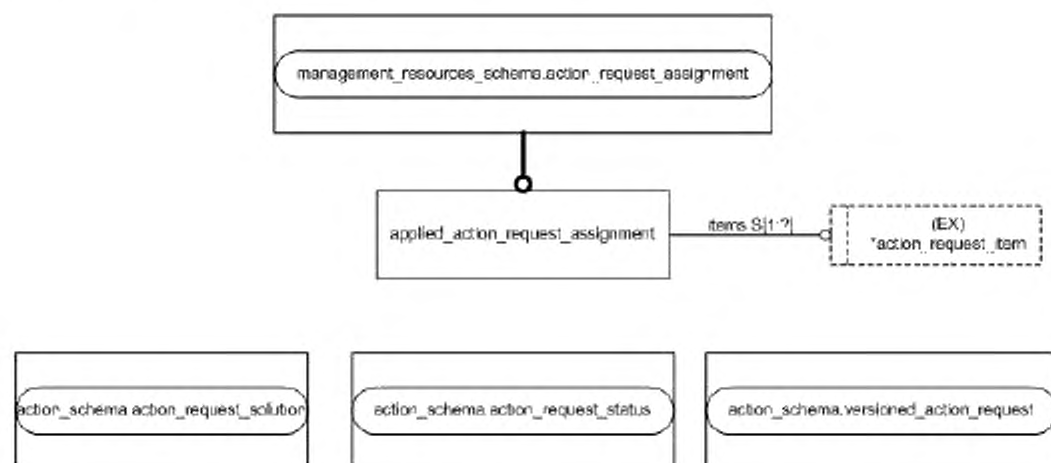 management_resources_schema.action_request_assignment
applied_action_request_assignment
items S[1:?]
(EX)
*action_request_item
action_schema.action_request_solution
action_schema.action_request_status
action_schema.versioned_action_request